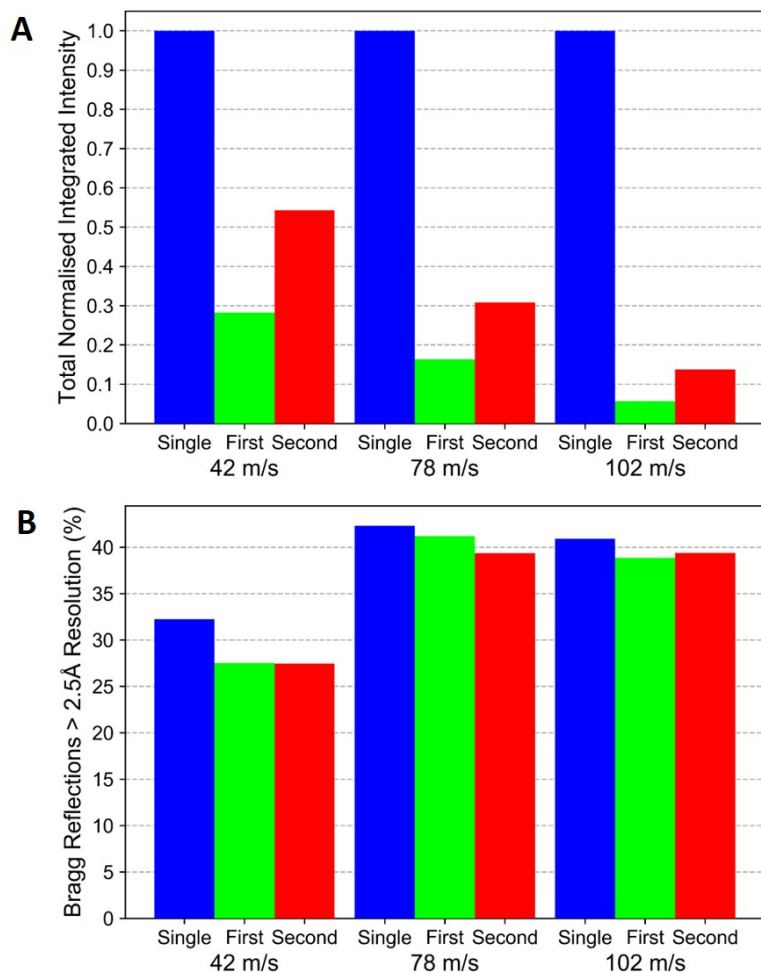 A
Total Normalised Integrated Intensity
1.0
0.9
0.8
0.7
0.6
0.5
0.4
0.3
0.2
0.1
0.0
Single First Second Single First Second Single First Second
42 m/s 78 m/s 102 m/s
B
Bragg Reflections > 2.5Å Resolution (%)
40
35
30
25
20
15
10
5
0
Single First Second Single First Second Single First Second
42 m/s 78 m/s 102 m/s